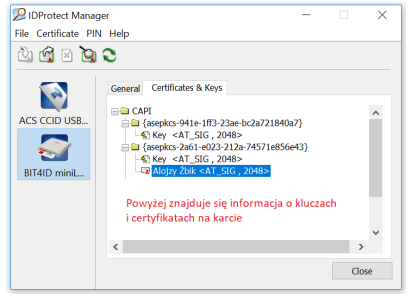 IDProtect Manager
File Certificate PIN Help
ACS CCID USB...
BIT4ID miniL...
General Certificates & Keys
CAPI
{asepkcs-941e-1ff3-23ae-bc2a721840a7}
Key <AT_SIG , 2048>
{asepkcs-2a61-e023-212a-74571e856e43}
Key <AT_SIG , 2048>
Alojzy Żbik <AT_SIG , 2048>
Powyżej znajduje się informacja o kluczach
i certyfikatach na karcie
Close